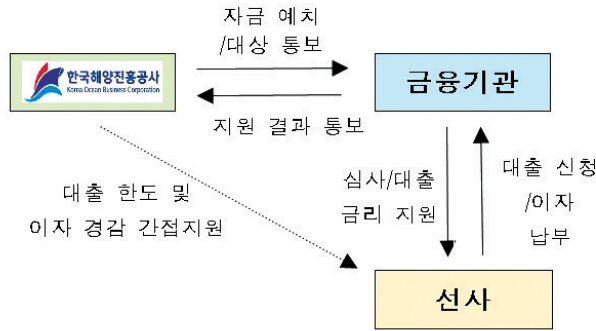 자금 예치
/대상 통보
한국해양진흥공사
Korea Ocean Business Corporation
금융기관
지원 결과 통보
대출 한도 및
이자 경감 간접지원
심사/대출
금리 지원
대출 신청
/이자
납부
선사